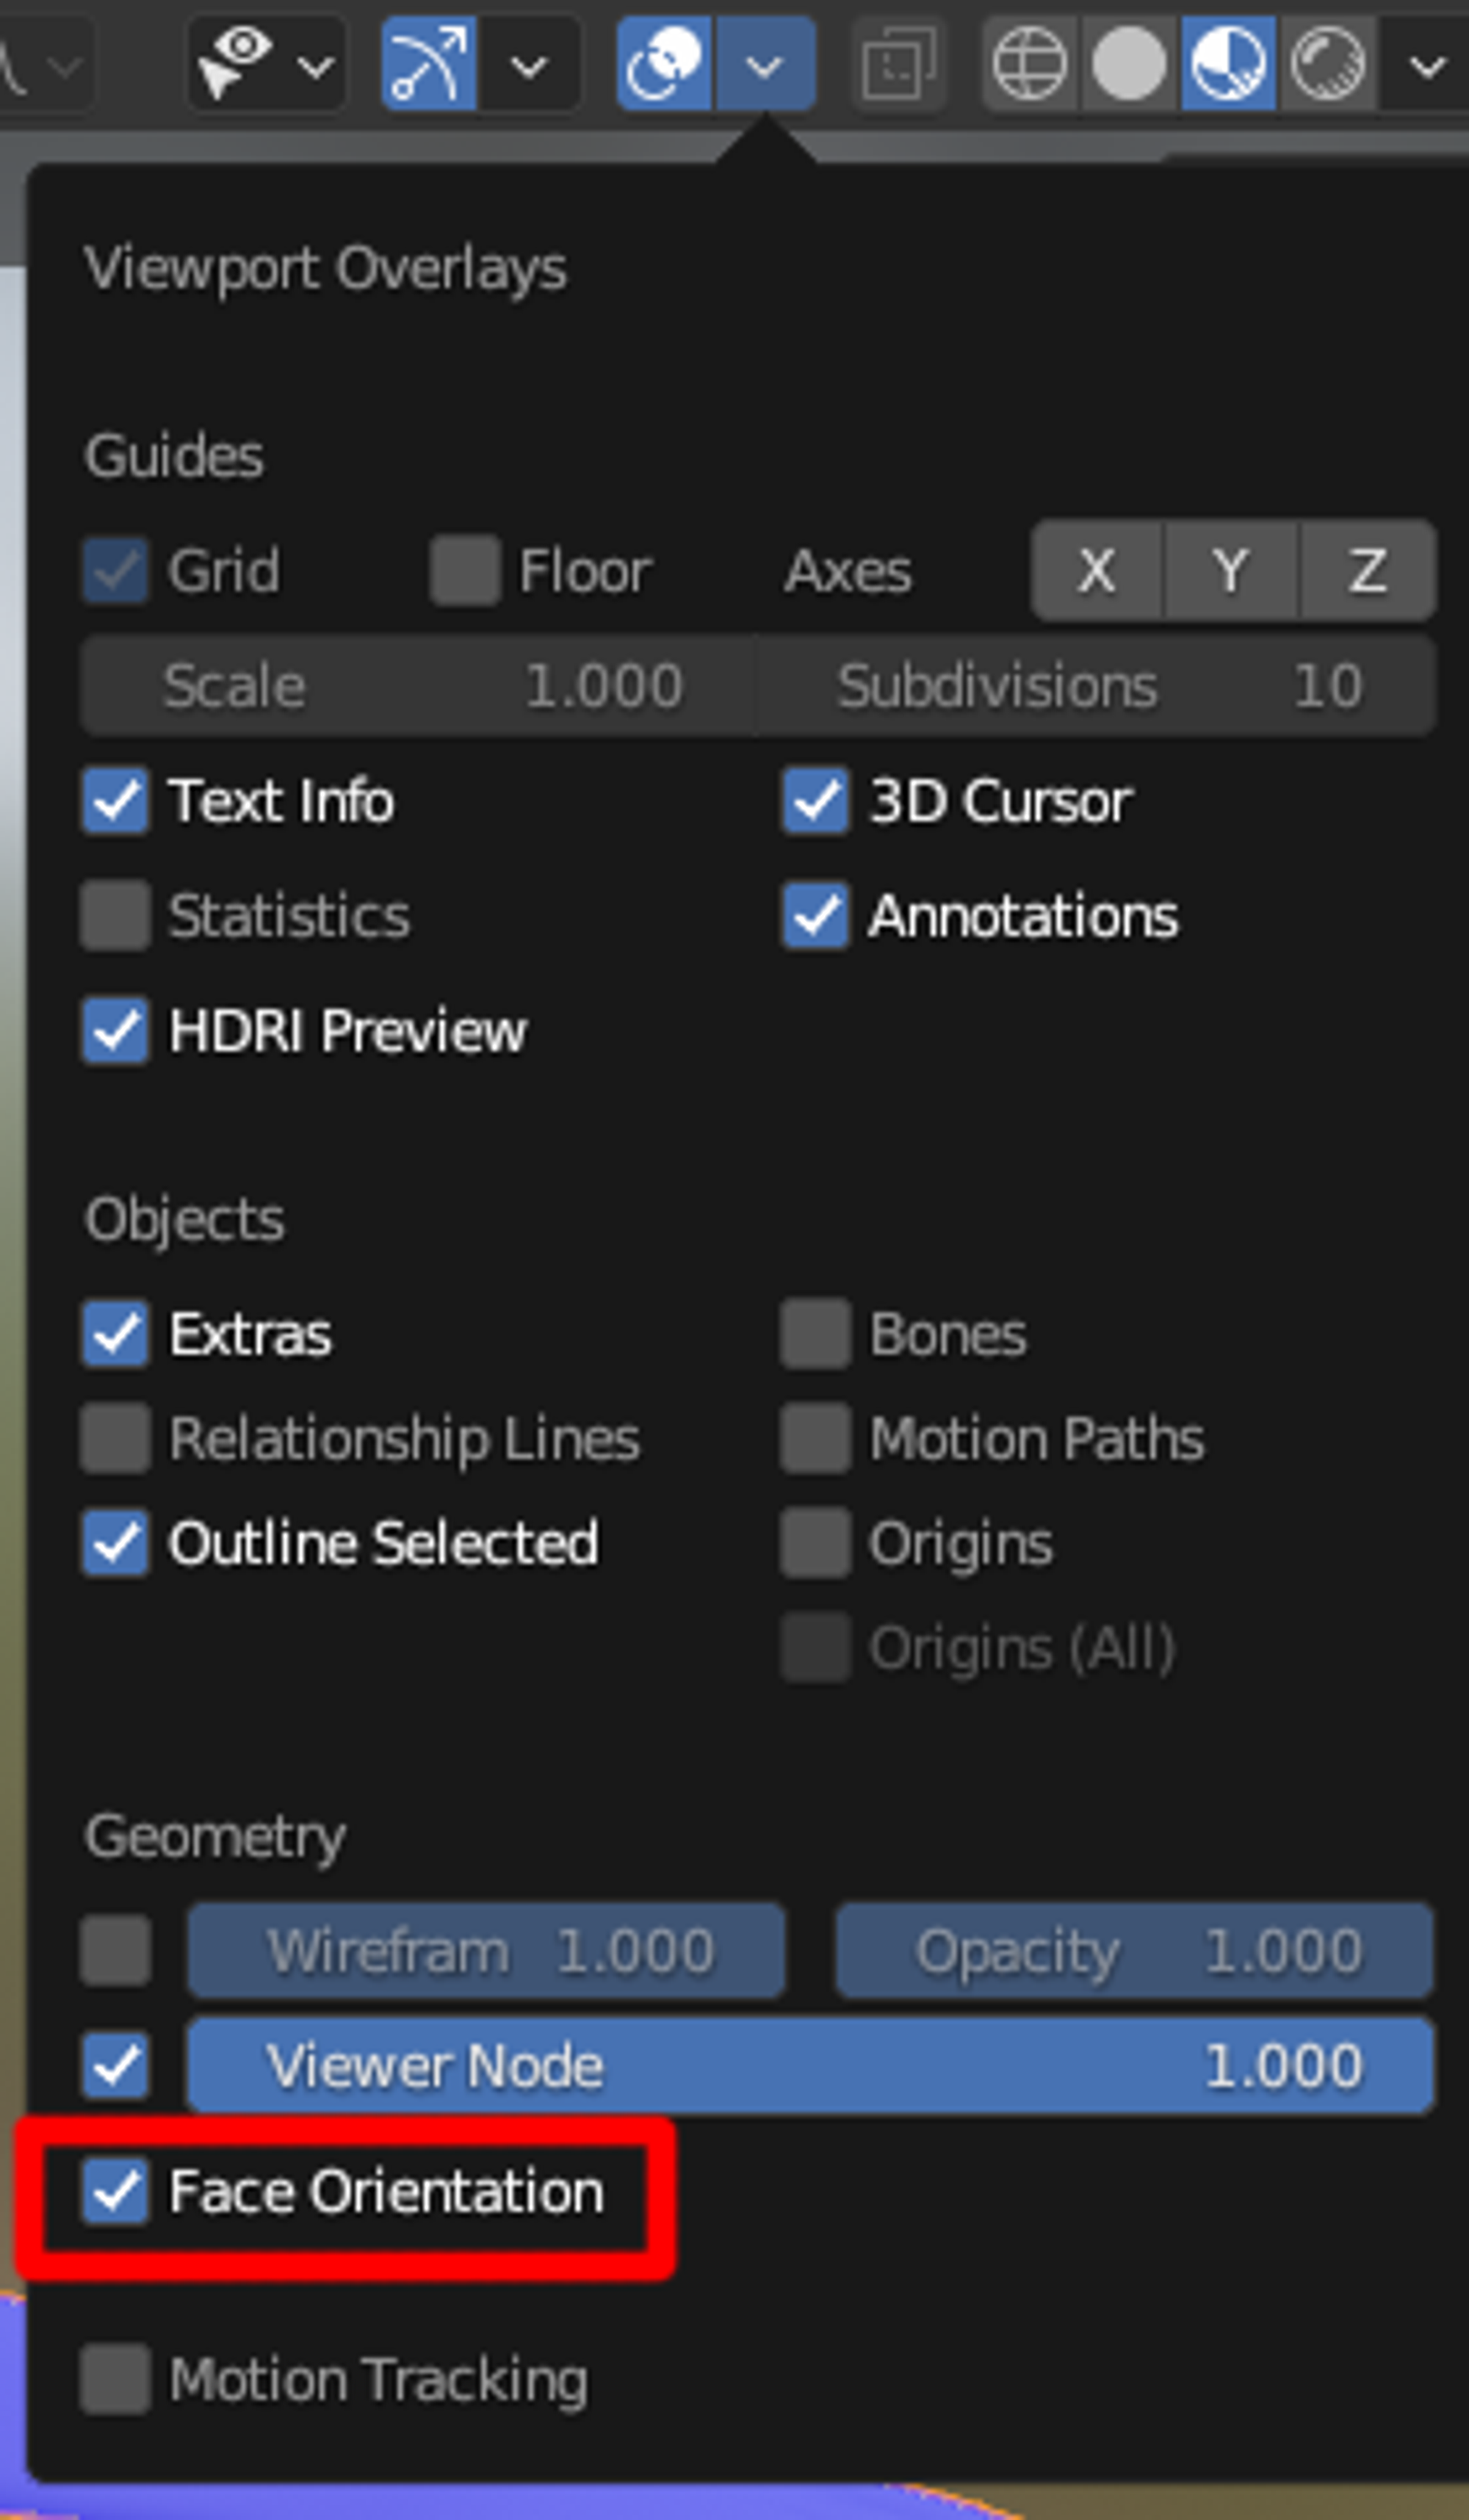 Viewport Overlays
Guides
Grid Floor Axes X Y Z
Scale 1.000 Subdivisions 10
Text Info 3D Cursor
Statistics Annotations
HDRI Preview
Objects
Extras Bones
Relationship Lines Motion Paths
Outline Selected Origins
Origins (All)
Geometry
Wirefram 1.000 Opacity 1.000
Viewer Node 1.000
Face Orientation
Motion Tracking